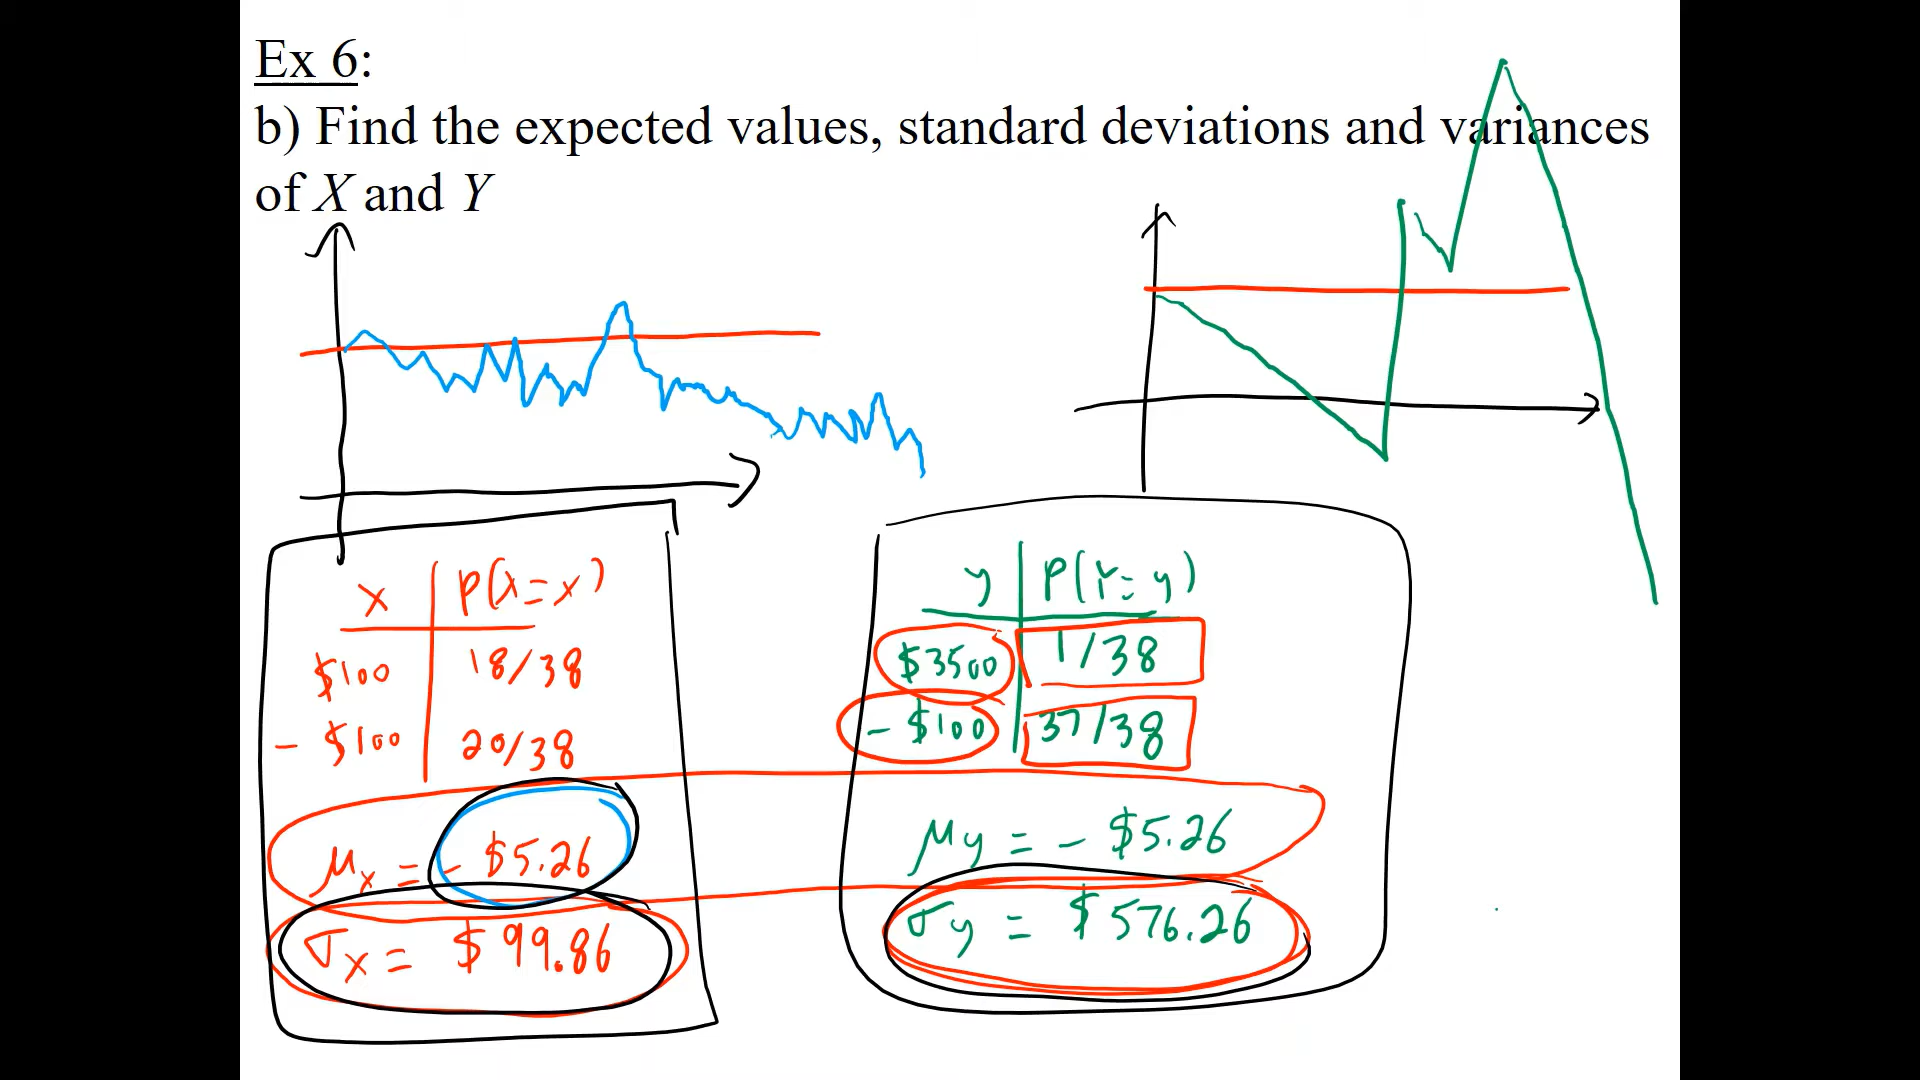 Ex 6:
b) Find the expected values, standard deviations and variances
of X and Y
x P(X=x)
$100 18/38
- $100 20/38
μx = - $5.26
σx = $99.86
y P(Y=y)
$3500 1/38
- $100 37/38
μy = - $5.26
σy = $576.26